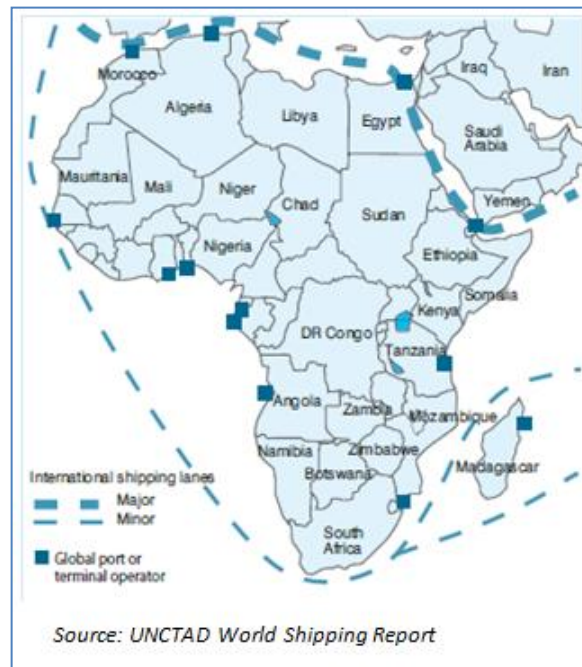 Morocco
Iraq
Iran
Algeria
Libya
Egypt
Saudi
Arabia
Mauritania
Mali
Niger
Chad
Sudan
Yemen
Nigeria
Ethiopia
Somalia
Kenya
DR Congo
Tanzania
Angola
Zambia
Mozambique
Namibia
Zimbabwe
Botswana
Madagascar
South
Africa
International shipping lanes
Major
Minor
Global port or
terminal operator
Source: UNCTAD World Shipping Report